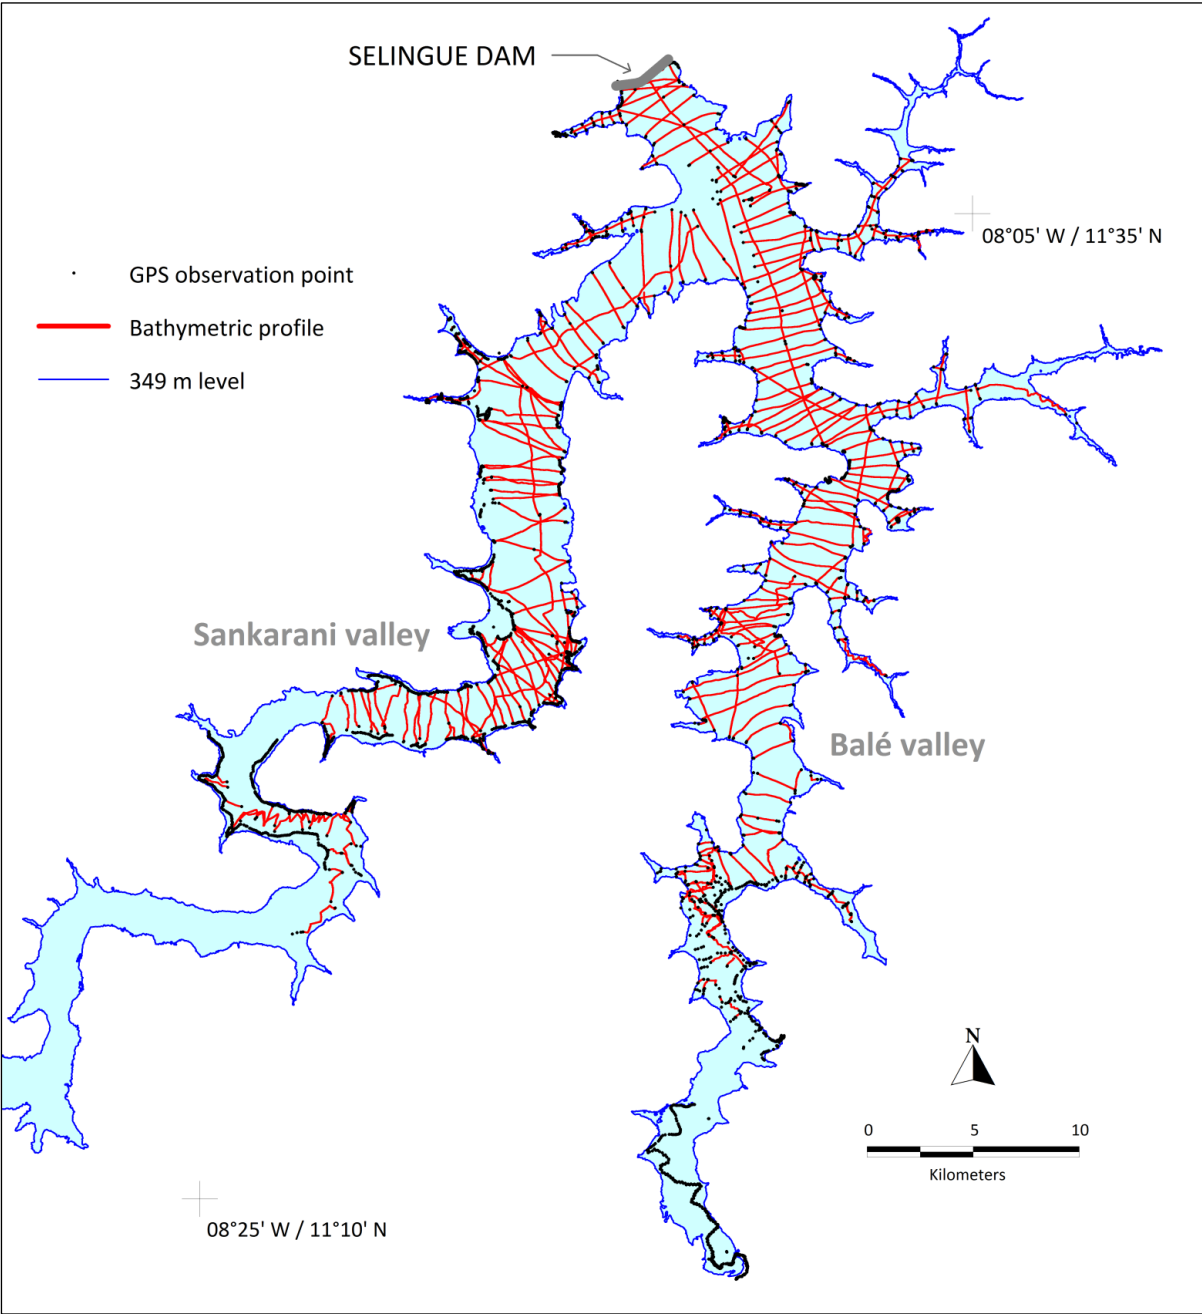 SELINGUE DAM
08°05' W / 11°35' N
GPS observation point
Bathymetric profile
349 m level
Sankarani valley
Balé valley
N
0 5 10
Kilometers
08°25' W / 11°10' N